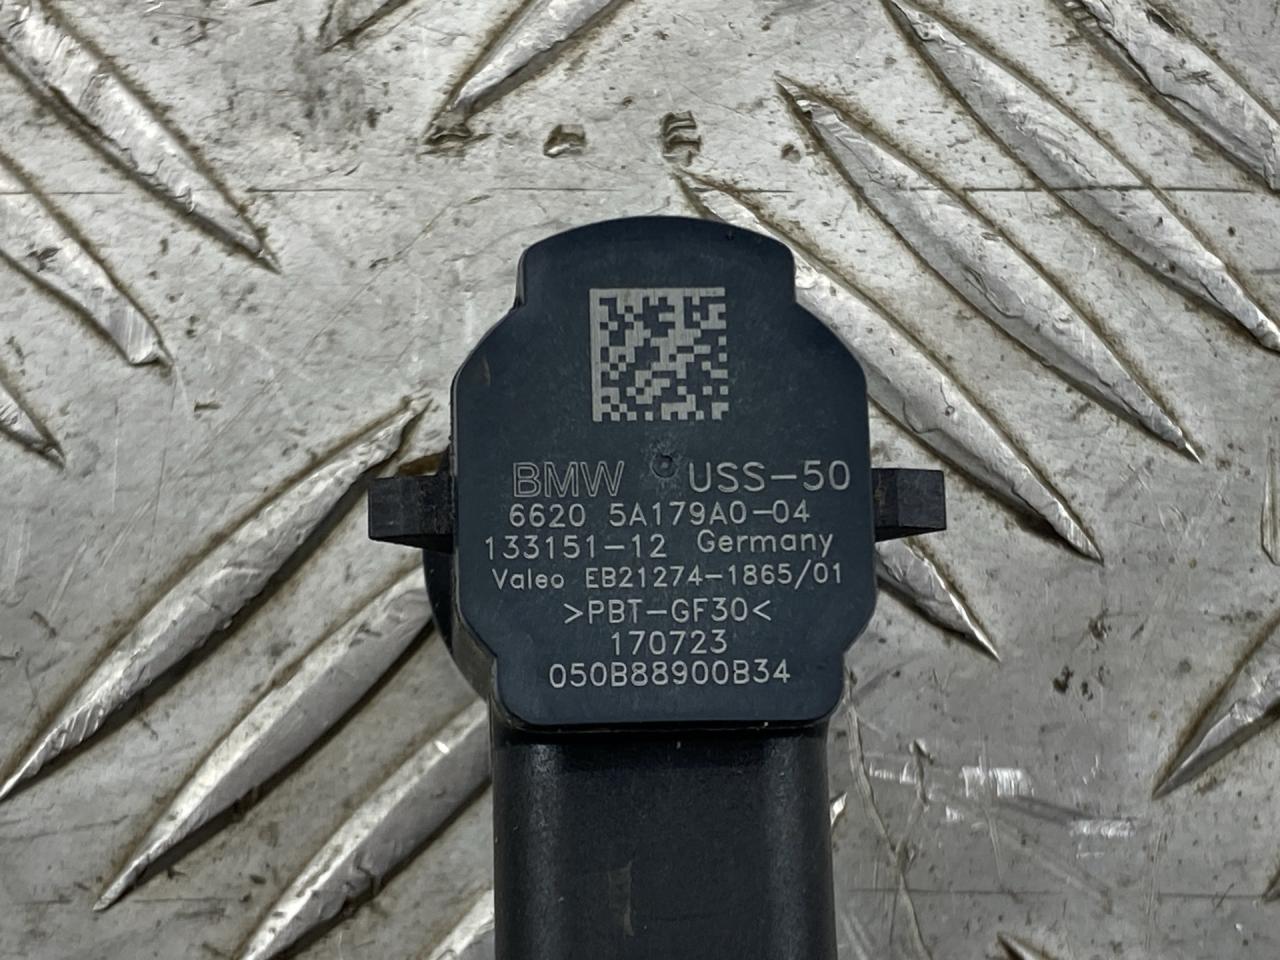 BMW USS-50
6620 5A179A0-04
133151-12 Germany
Valeo EB21274-1865/01
>PBT-GF30<
170723
050B88900B34